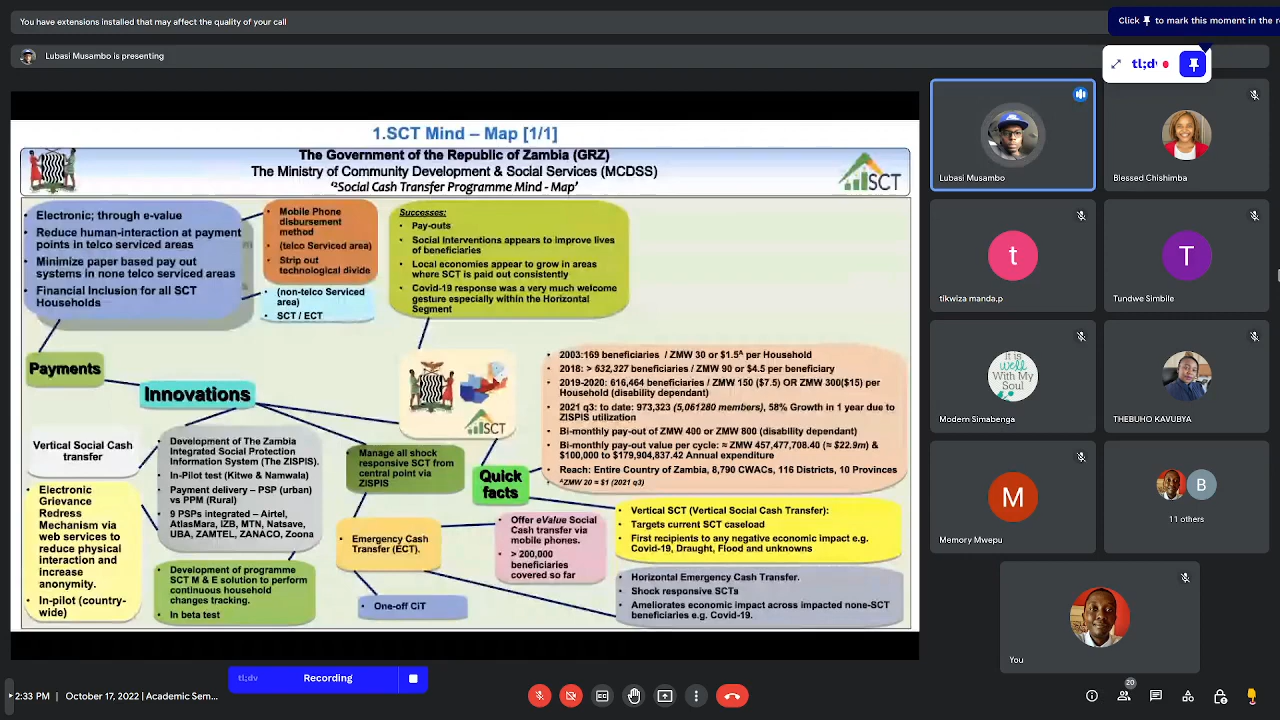 You have extensions installed that may affect the quality of your call
Click to mark this moment in the r
Lubasi Musambo is presenting
tl;dv
1.SCT Mind – Map [1/1]
The Government of the Republic of Zambia (GRZ)
The Ministry of Community Development & Social Services (MCDSS)
‘²Social Cash Transfer Programme Mind - Map’
SCT
• Electronic; through e-value
• Reduce human-interaction at payment
points in telco serviced areas
• Minimize paper based pay out
systems in none telco serviced areas
• Financial Inclusion for all SCT
Households
• Mobile Phone
disbursement
method
• (telco Serviced area)
• Strip out
technological divide
• (non-telco Serviced
area)
• SCT / ECT
Successes:
• Pay-outs
• Social Interventions appears to improve lives
of beneficiaries
• Local economies appear to grow in areas
where SCT is paid out consistently
• Covid-19 response was a very much welcome
gesture especially within the Horizontal
Segment
Payments
Innovations
SCT
• 2003:169 beneficiaries / ZMW 30 or $1.5ᴬ per Household
• 2018: > 632,327 beneficiaries / ZMW 90 or $4.5 per beneficiary
• 2019-2020: 616,464 beneficiaries / ZMW 150 ($7.5) OR ZMW 300($15) per
Household (disability dependant)
• 2021 q3: to date: 973,323 (5,061280 members), 58% Growth in 1 year due to
ZISPIS utilization
• Bi-monthly pay-out of ZMW 400 or ZMW 800 (disability dependant)
• Bi-monthly pay-out value per cycle: ≈ ZMW 457,477,708.40 (≈ $22.9m) &
$100,000 to $179,904,837.42 Annual expenditure
• Reach: Entire Country of Zambia, 8,790 CWACs, 116 Districts, 10 Provinces
• ᴬZMW 20 ≈ $1 (2021 q3)
Vertical Social Cash
transfer
• Development of The Zambia
Integrated Social Protection
Information System (The ZISPIS).
• In-Pilot test (Kitwe & Namwala)
• Payment delivery – PSP (urban)
vs PPM (Rural)
• 9 PSPs integrated – Airtel,
AtlasMara, IZB, MTN, Natsave,
UBA, ZAMTEL, ZANACO, Zoona
• Manage all shock
responsive SCT from
central point via
ZISPIS
Quick
facts
• Electronic
Grievance
Redress
Mechanism via
web services to
reduce physical
interaction and
increase
anonymity.
• In-pilot (country-
wide)
• Emergency Cash
Transfer (ECT).
• Offer eValue Social
Cash transfer via
mobile phones.
• > 200,000
beneficiaries
covered so far
• Vertical SCT (Vertical Social Cash Transfer):
• Targets current SCT caseload
• First recipients to any negative economic impact e.g.
Covid-19, Draught, Flood and unknowns
• Development of programme
SCT M & E solution to perform
continuous household
changes tracking.
• In beta test
• One-off CiT
• Horizontal Emergency Cash Transfer.
• Shock responsive SCTs
• Ameliorates economic impact across impacted none-SCT
beneficiaries e.g. Covid-19.
Lubasi Musambo
Blessed Chishimba
t
tikwiza manda.p
T
Tundwe Simbile
It is
well
With My
Soul
Modern Simabenga
THEBUHO KAVUBYA
M
Memory Mwepu
B
11 others
You
tl;dv
Recording
2:33 PM | October 17, 2022 | Academic Sem...
20